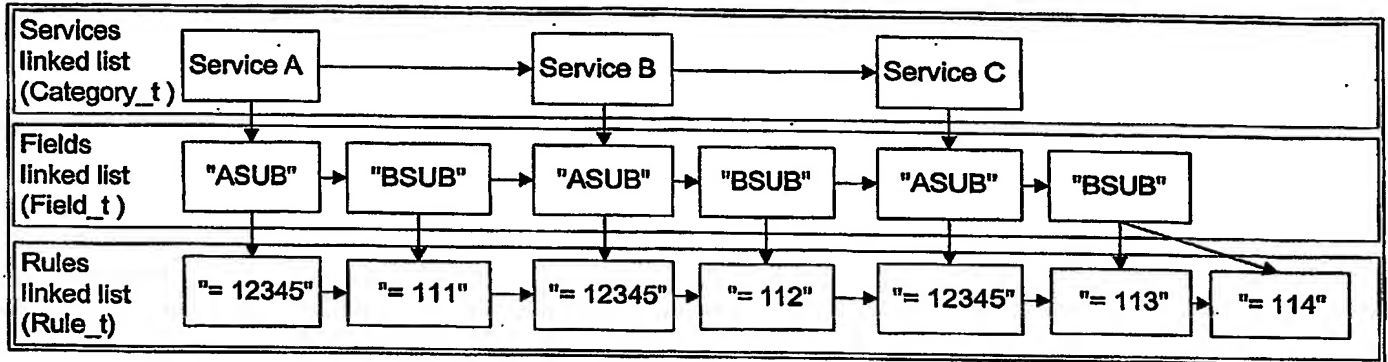 Services
linked list
(Category_t )
Service A
Service B
Service C
Fields
linked list
(Field_t )
"ASUB"
"BSUB"
"ASUB"
"BSUB"
"ASUB"
"BSUB"
Rules
linked list
(Rule_t)
"= 12345"
"= 111"
"= 12345"
"= 112"
"= 12345"
"= 113"
"= 114"